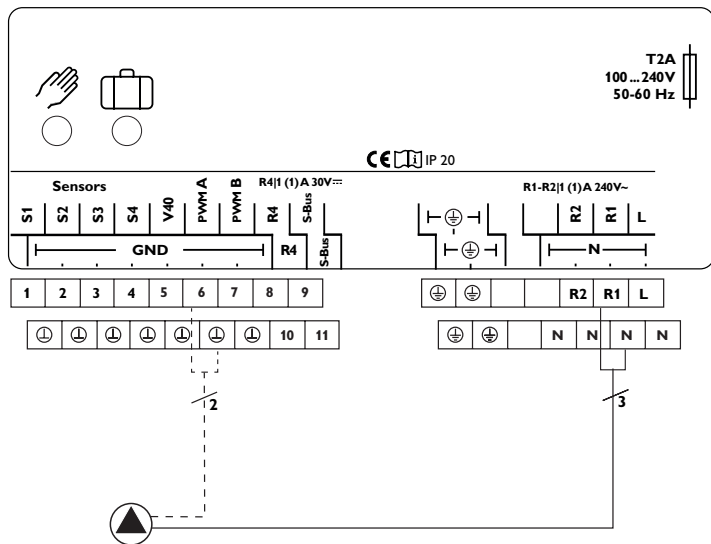 T2A
100 ... 240V
50-60 Hz
CE i IP 20
Sensors
R4|1 (1) A 30V⎓
R1-R2|1 (1) A 240V~
S1 S2 S3 S4 V40 PWM A PWM B R4 S-Bus
R2 R1 L
GND R4 S-Bus
N
1 2 3 4 5 6 7 8 9
R2 R1 L
10 11
N N N N
2
3